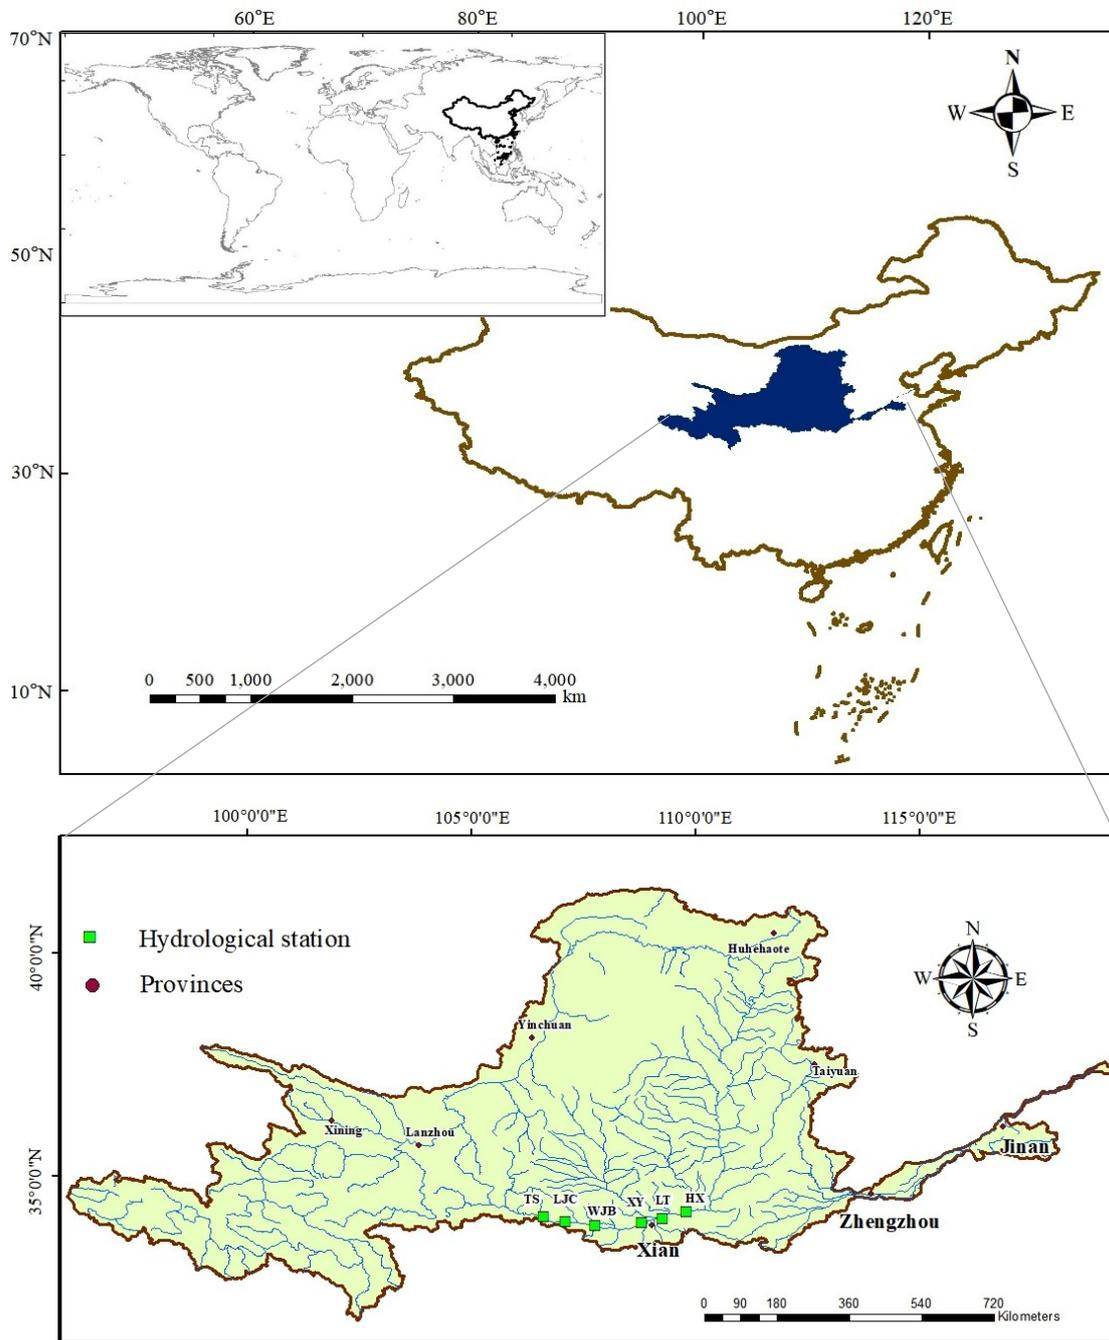 60°E 80°E 100°E 120°E
70°N
N
W E
S
50°N
30°N
0 500 1,000 2,000 3,000 4,000
km
10°N
100°0'0"E 105°0'0"E 110°0'0"E 115°0'0"E
Hydrological station
Provinces
40°0'0"N
Huhehaote
N
W E
S
Yinchuan
Taiyuan
Xining
Lanzhou
Jinan
35°0'0"N
TS LJC WJB XY LT HX
Zhengzhou
Xian
0 90 180 360 540 720
Kilometers